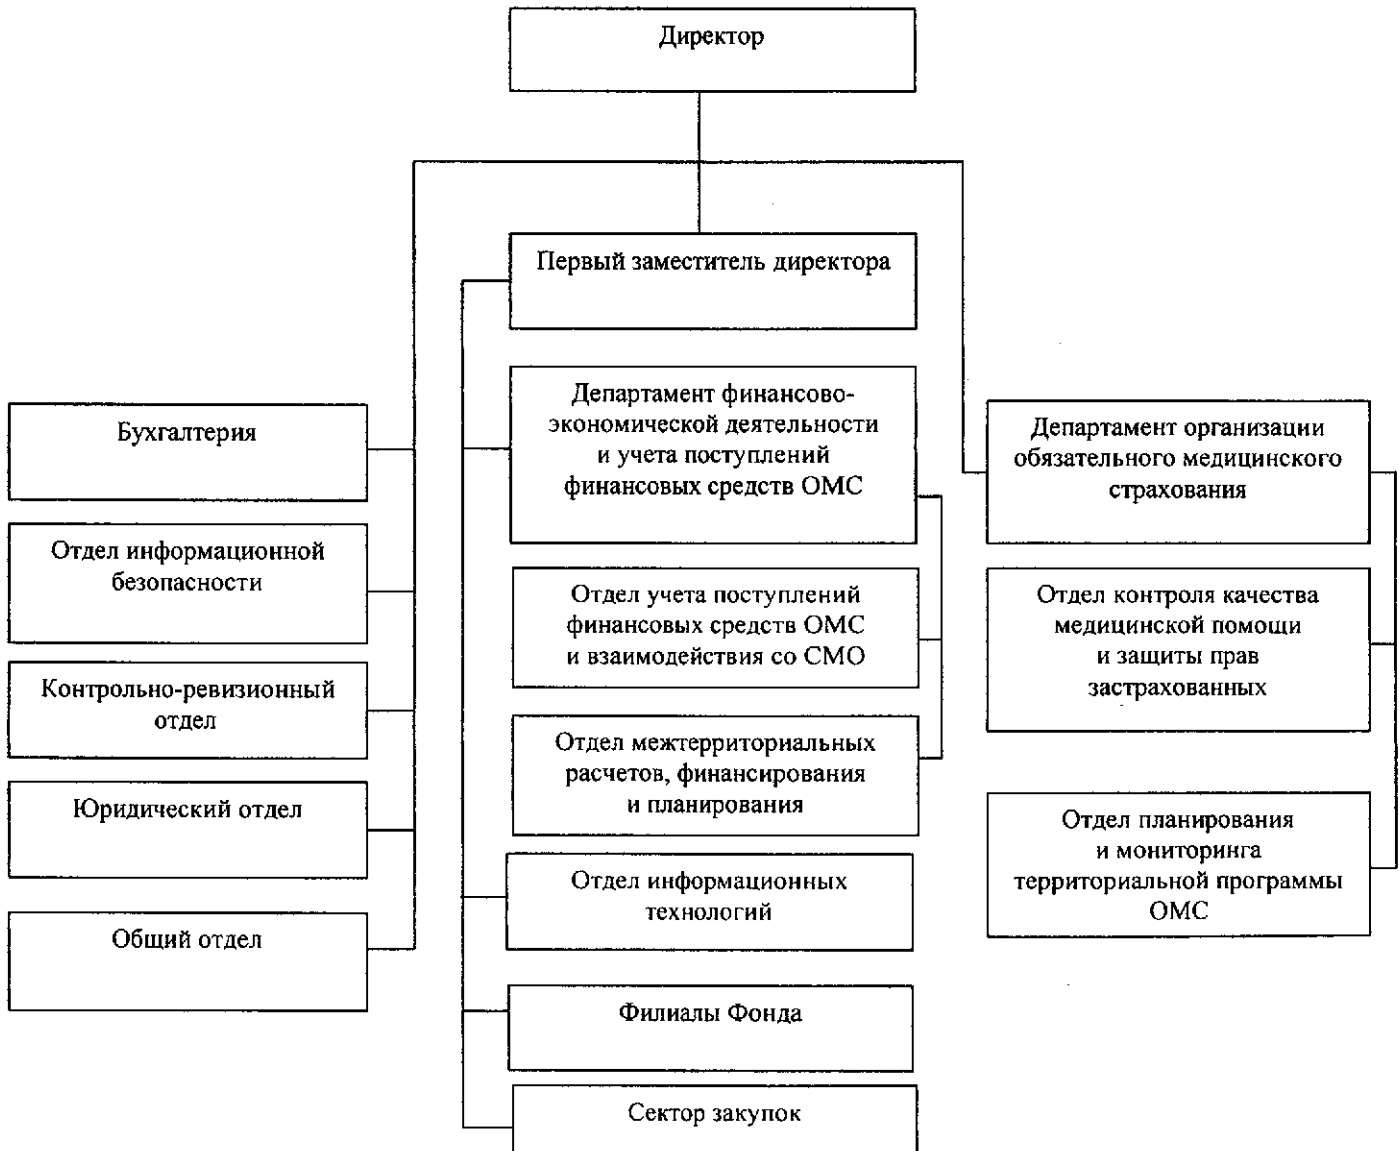 Директор
Первый заместитель директора
Департамент финансово-
экономической деятельности
и учета поступлений
финансовых средств ОМС
Отдел учета поступлений
финансовых средств ОМС
и взаимодействия со СМО
Отдел межтерриториальных
расчетов, финансирования
и планирования
Отдел информационных
технологий
Филиалы Фонда
Сектор закупок
Бухгалтерия
Отдел информационной
безопасности
Контрольно-ревизионный
отдел
Юридический отдел
Общий отдел
Департамент организации
обязательного медицинского
страхования
Отдел контроля качества
медицинской помощи
и защиты прав
застрахованных
Отдел планирования
и мониторинга
территориальной программы
ОМС